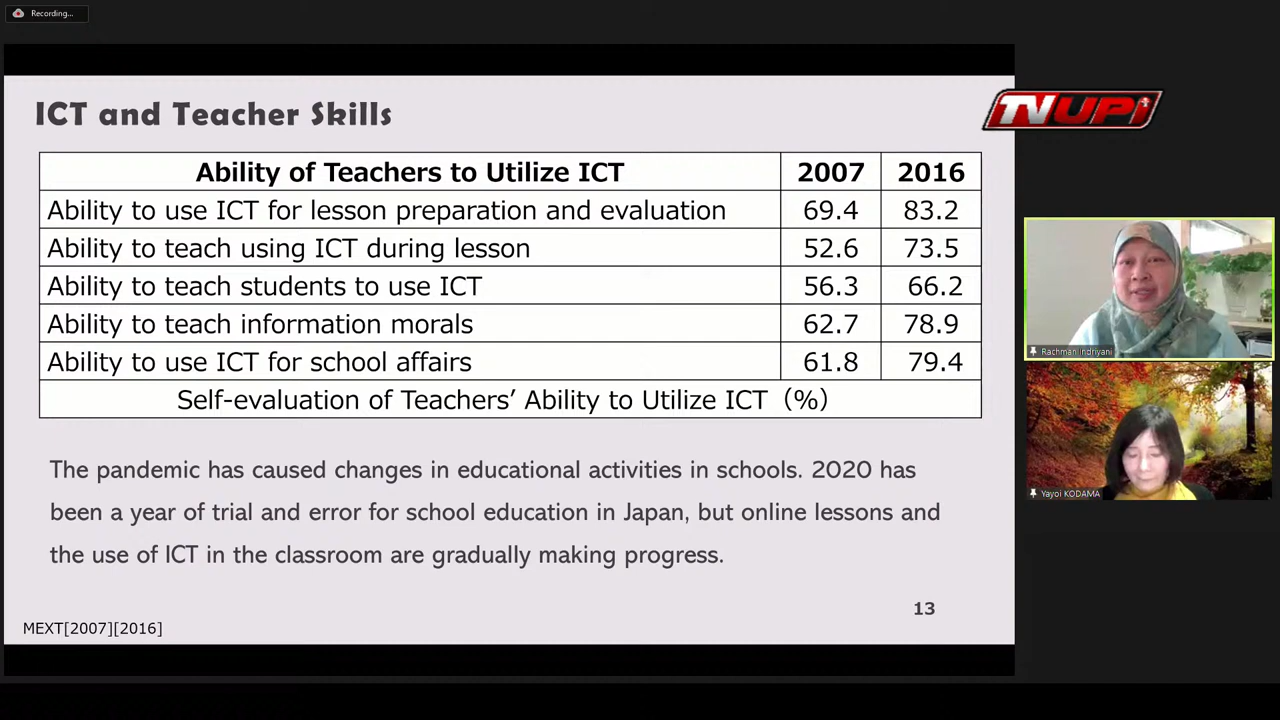 Recording...
ICT and Teacher Skills
TVUPI
Ability of Teachers to Utilize ICT 2007 2016
Ability to use ICT for lesson preparation and evaluation 69.4 83.2
Ability to teach using ICT during lesson 52.6 73.5
Ability to teach students to use ICT 56.3 66.2
Ability to teach information morals 62.7 78.9
Ability to use ICT for school affairs 61.8 79.4
Self-evaluation of Teachers’ Ability to Utilize ICT（%）
Rachman Indriyani
The pandemic has caused changes in educational activities in schools. 2020 has
been a year of trial and error for school education in Japan, but online lessons and
the use of ICT in the classroom are gradually making progress.
Yayoi KODAMA
13
MEXT[2007][2016]